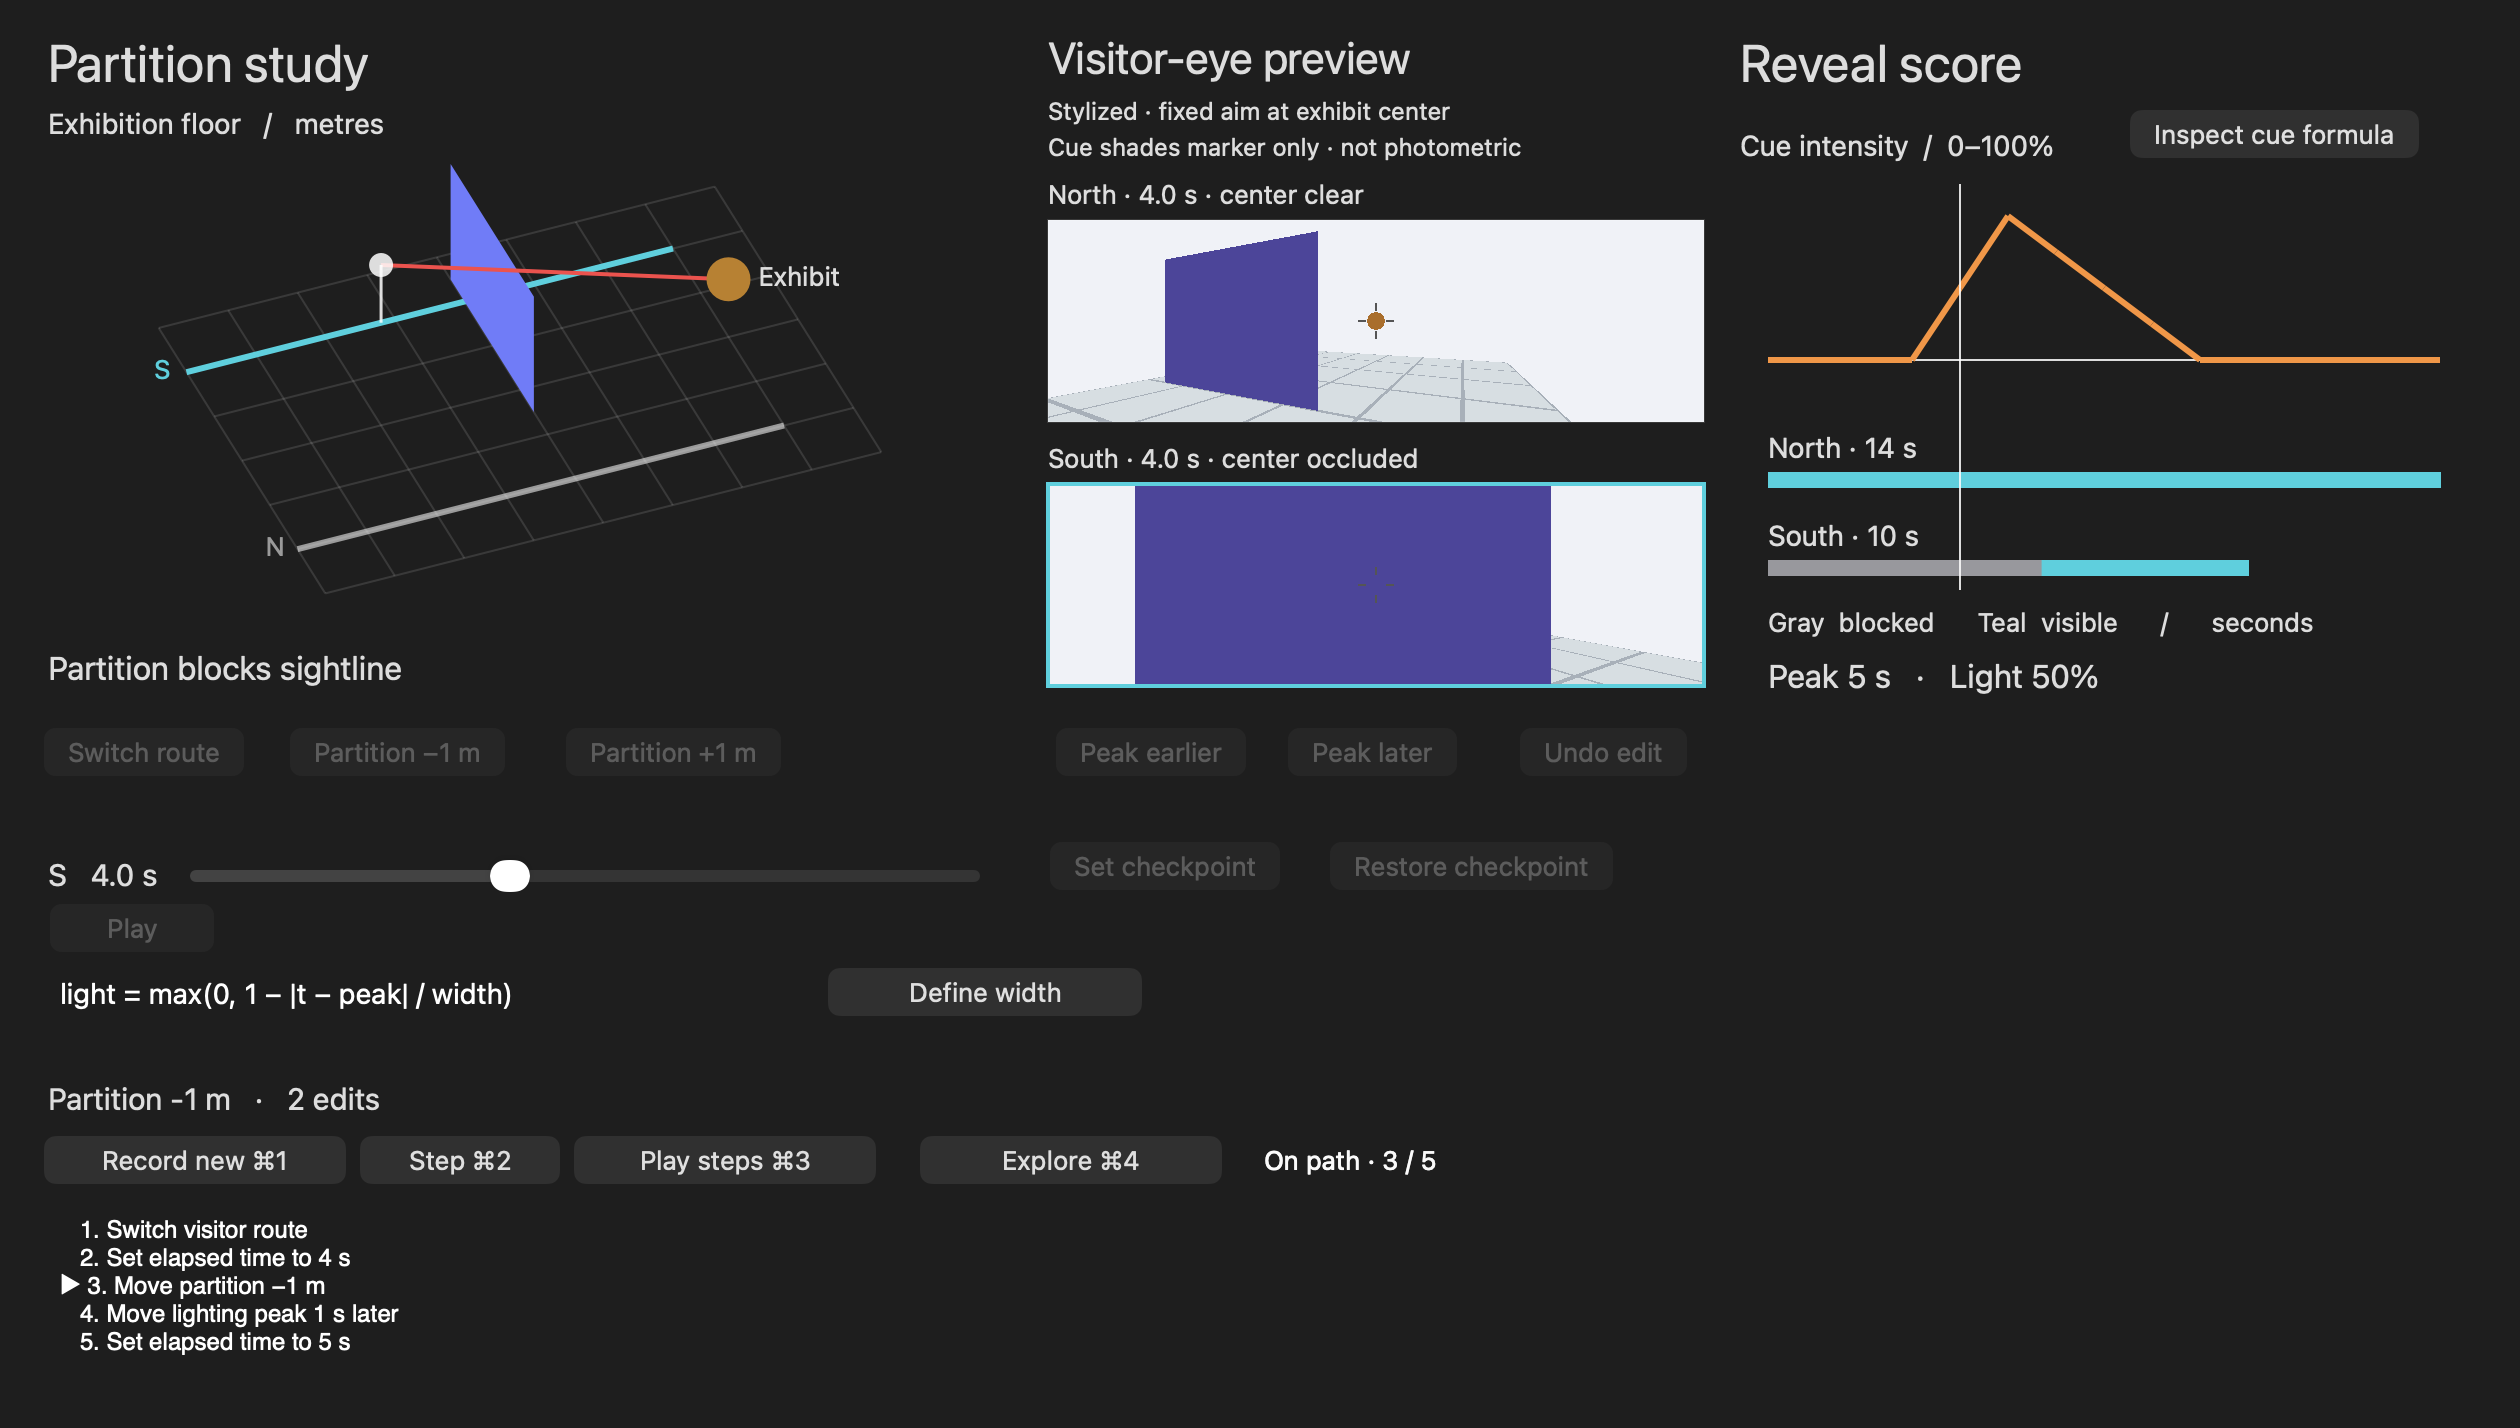 Partition study
Exhibition floor / metres
Exhibit
S
N
Partition blocks sightline
Switch route
Partition –1 m
Partition +1 m
S 4.0 s
Play
light = max(0, 1 – |t – peak| / width)
Define width
Visitor-eye preview
Stylized · fixed aim at exhibit center
Cue shades marker only · not photometric
North · 4.0 s · center clear
South · 4.0 s · center occluded
Peak earlier
Peak later
Undo edit
Set checkpoint
Restore checkpoint
Reveal score
Cue intensity / 0–100%
Inspect cue formula
North · 14 s
South · 10 s
Gray blocked Teal visible / seconds
Peak 5 s · Light 50%
Partition -1 m · 2 edits
Record new ⌘1
Step ⌘2
Play steps ⌘3
Explore ⌘4
On path · 3 / 5
1. Switch visitor route
2. Set elapsed time to 4 s
▶ 3. Move partition –1 m
4. Move lighting peak 1 s later
5. Set elapsed time to 5 s